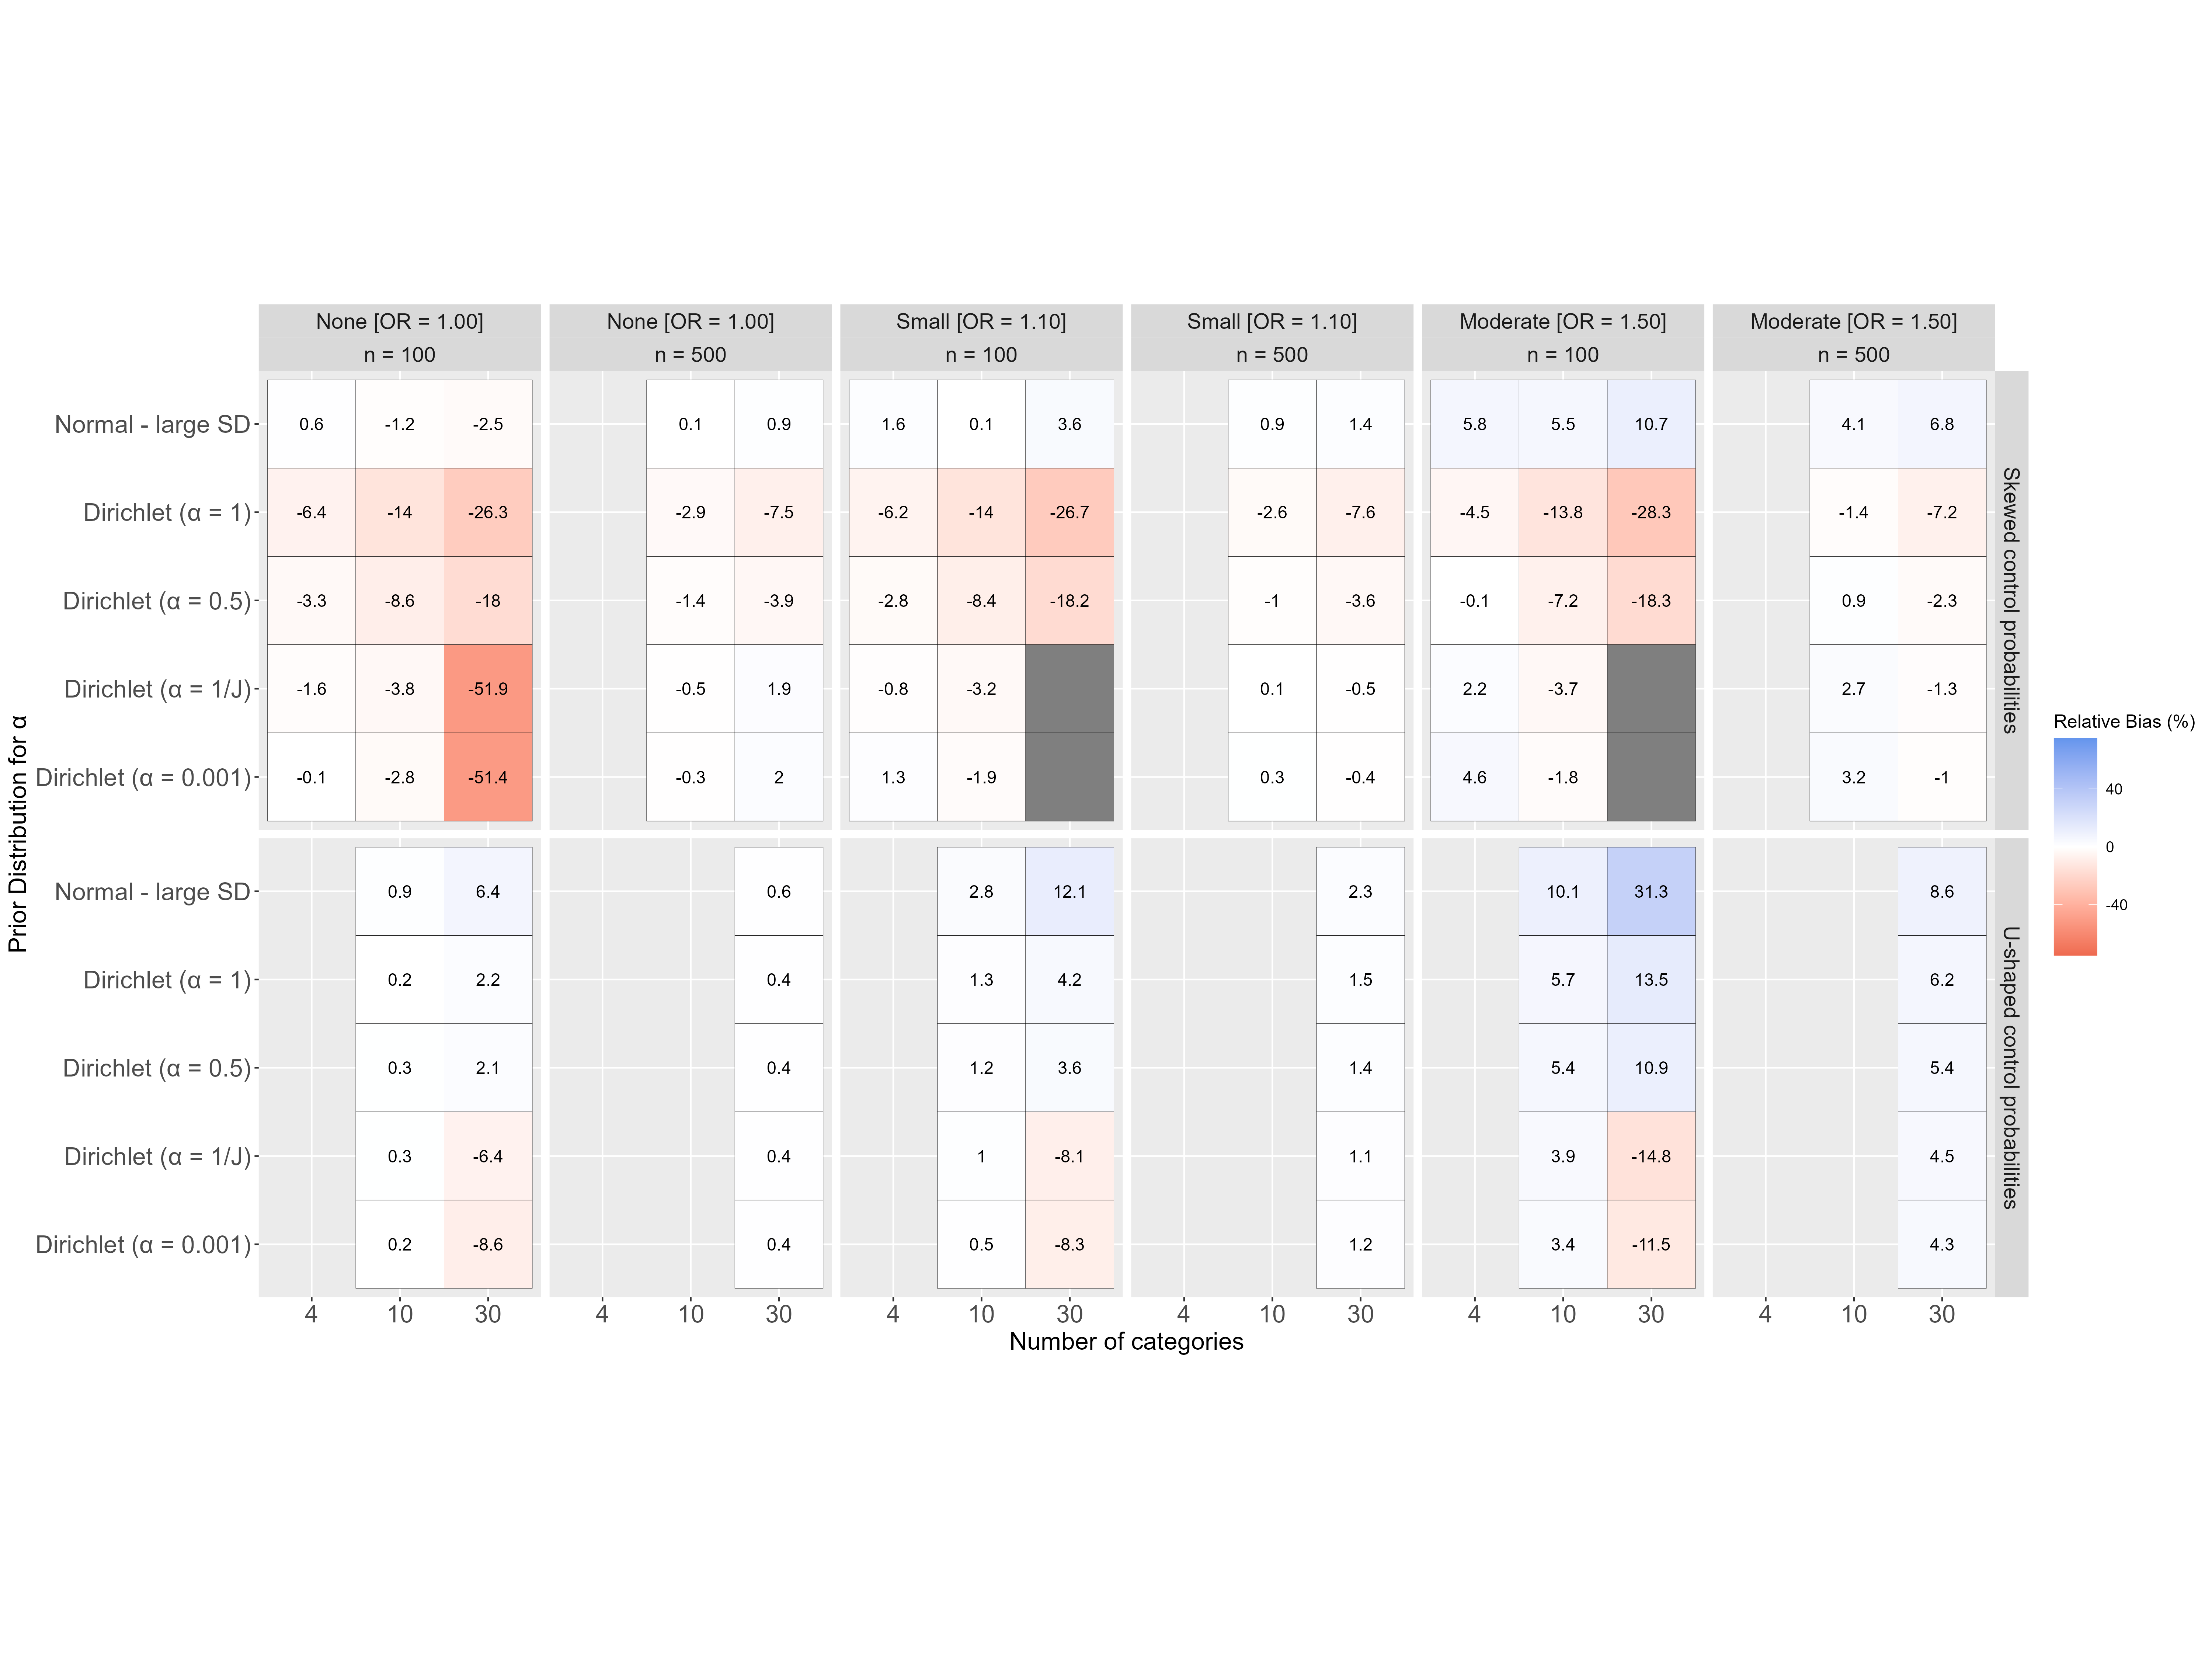 None [OR = 1.00] None [OR = 1.00] Small [OR = 1.10] Small [OR = 1.10] Moderate [OR = 1.50] Moderate [OR = 1.50]
n = 100 n = 500 n = 100 n = 500 n = 100 n = 500
Normal - large SD 0.6 -1.2 -2.5 0.1 0.9 1.6 0.1 3.6 0.9 1.4 5.8 5.5 10.7 4.1 6.8
Dirichlet (α = 1) -6.4 -14 -26.3 -2.9 -7.5 -6.2 -14 -26.7 -2.6 -7.6 -4.5 -13.8 -28.3 -1.4 -7.2
Dirichlet (α = 0.5) -3.3 -8.6 -18 -1.4 -3.9 -2.8 -8.4 -18.2 -1 -3.6 -0.1 -7.2 -18.3 0.9 -2.3
Dirichlet (α = 1/J) -1.6 -3.8 -51.9 -0.5 1.9 -0.8 -3.2 0.1 -0.5 2.2 -3.7 2.7 -1.3
Dirichlet (α = 0.001) -0.1 -2.8 -51.4 -0.3 2 1.3 -1.9 0.3 -0.4 4.6 -1.8 3.2 -1
Skewed control probabilities
Normal - large SD 0.9 6.4 0.6 2.8 12.1 2.3 10.1 31.3 8.6
Dirichlet (α = 1) 0.2 2.2 0.4 1.3 4.2 1.5 5.7 13.5 6.2
Dirichlet (α = 0.5) 0.3 2.1 0.4 1.2 3.6 1.4 5.4 10.9 5.4
Dirichlet (α = 1/J) 0.3 -6.4 0.4 1 -8.1 1.1 3.9 -14.8 4.5
Dirichlet (α = 0.001) 0.2 -8.6 0.4 0.5 -8.3 1.2 3.4 -11.5 4.3
U-shaped control probabilities
4 10 30 4 10 30 4 10 30 4 10 30 4 10 30 4 10 30
Number of categories
Prior Distribution for α
Relative Bias (%)
40
0
-40